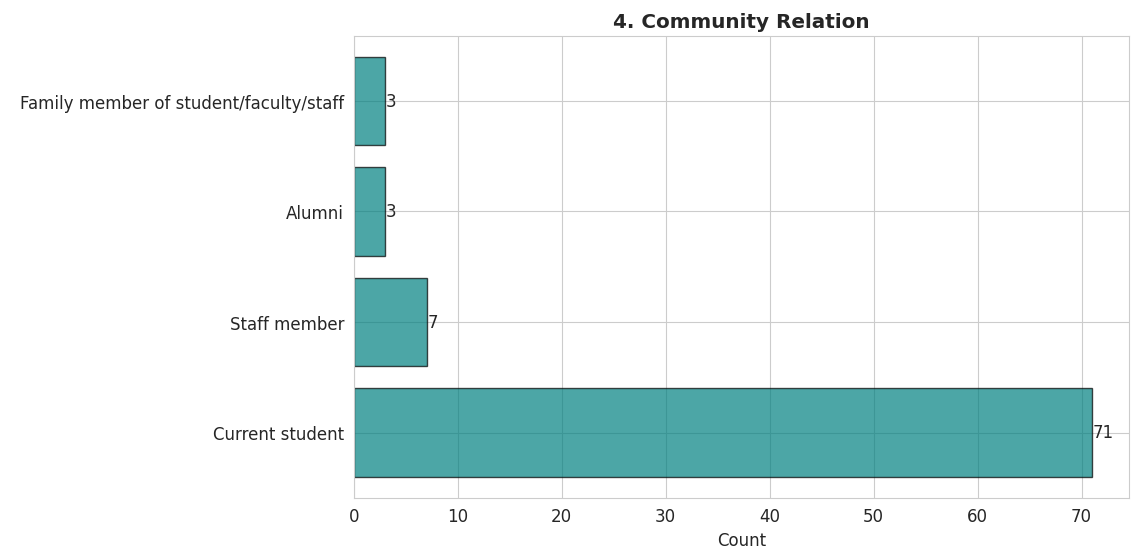 4. Community Relation
Family member of student/faculty/staff
3
Alumni
3
Staff member
7
Current student
71
0 10 20 30 40 50 60 70
Count